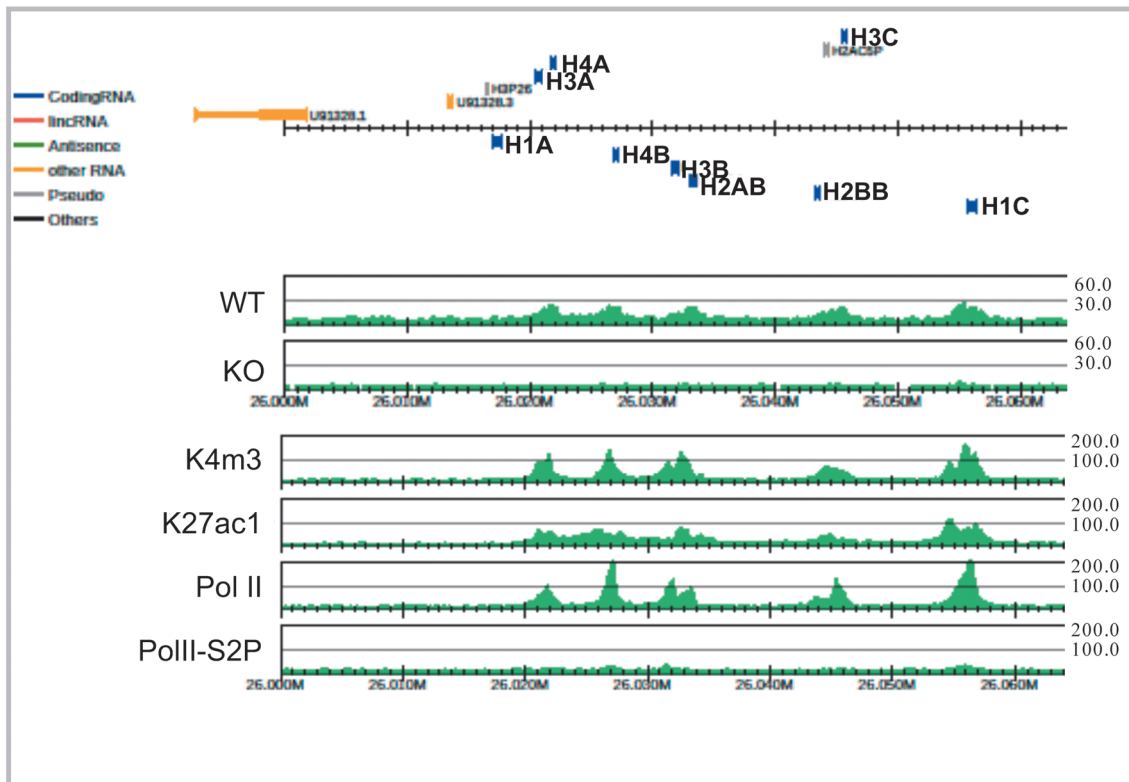 H3C
H2AC5P
H4A
H3A
H3P26
U91328.3
U91328.1
CodingRNA
lincRNA
Antisence
other RNA
Pseudo
Others
H1A
H4B
H3B
H2AB
H2BB
H1C
WT
60.0
30.0
KO
60.0
30.0
26.000M 26.010M 26.020M 26.030M 26.040M 26.050M 26.060M
K4m3
200.0
100.0
K27ac1
200.0
100.0
Pol II
200.0
100.0
PolII-S2P
200.0
100.0
26.000M 26.010M 26.020M 26.030M 26.040M 26.050M 26.060M